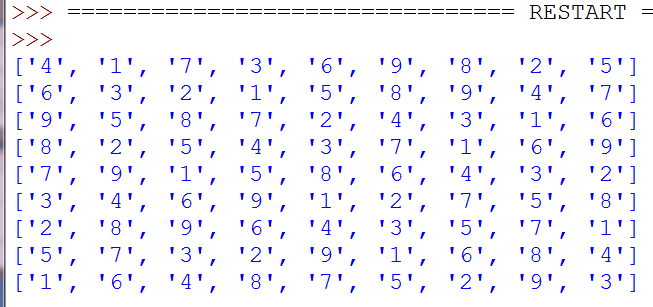 >>> ================================ RESTART =
>>>
['4', '1', '7', '3', '6', '9', '8', '2', '5']
['6', '3', '2', '1', '5', '8', '9', '4', '7']
['9', '5', '8', '7', '2', '4', '3', '1', '6']
['8', '2', '5', '4', '3', '7', '1', '6', '9']
['7', '9', '1', '5', '8', '6', '4', '3', '2']
['3', '4', '6', '9', '1', '2', '7', '5', '8']
['2', '8', '9', '6', '4', '3', '5', '7', '1']
['5', '7', '3', '2', '9', '1', '6', '8', '4']
['1', '6', '4', '8', '7', '5', '2', '9', '3']